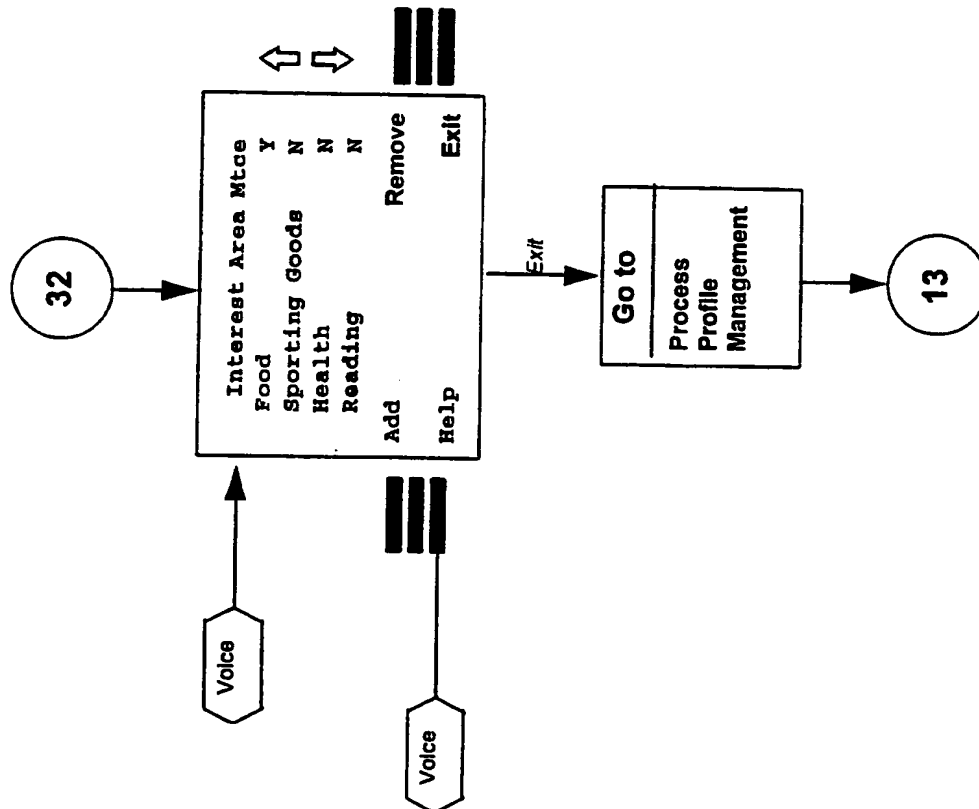 32
Voice
Interest Area Mtce
Food Y
Sporting Goods N
Health N
Reading N
Add Remove
Help Exit
Voice
Exit
Go to
Process
Profile
Management
13